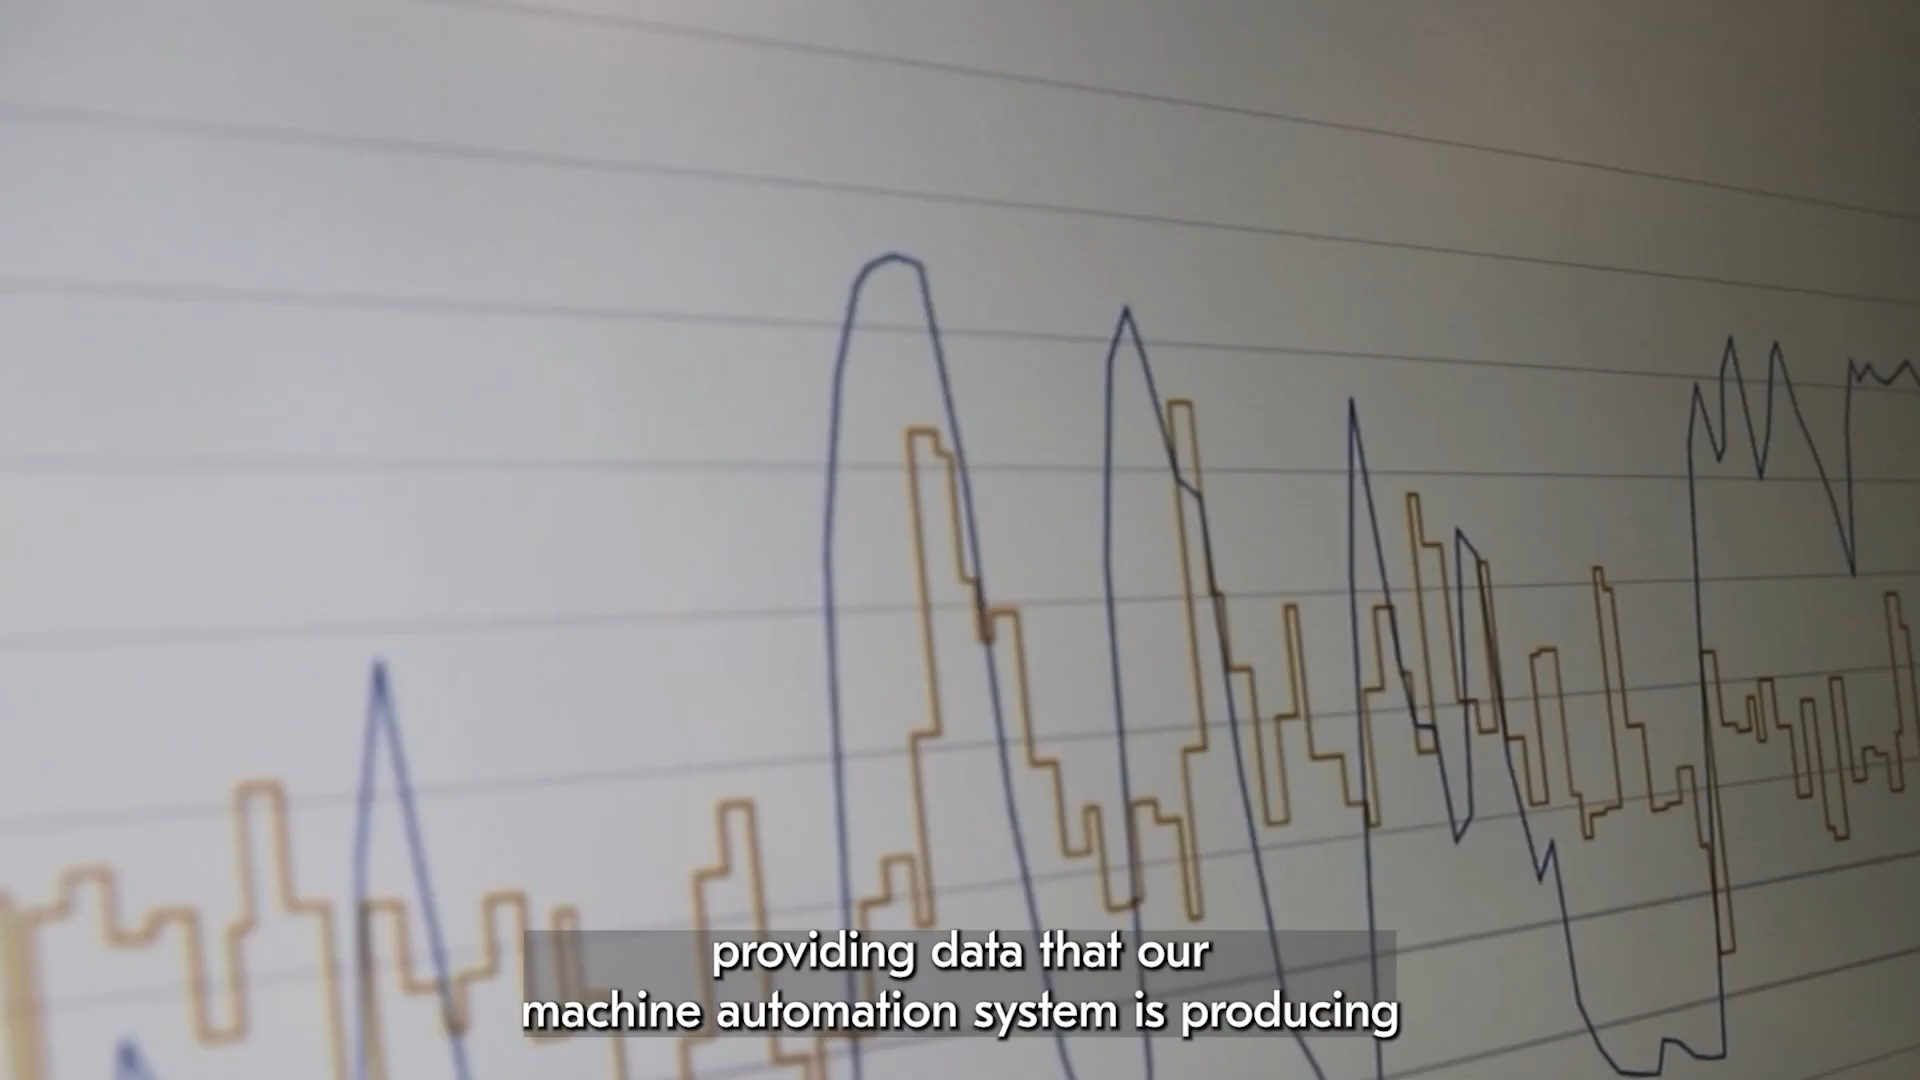 providing data that our
machine automation system is producing